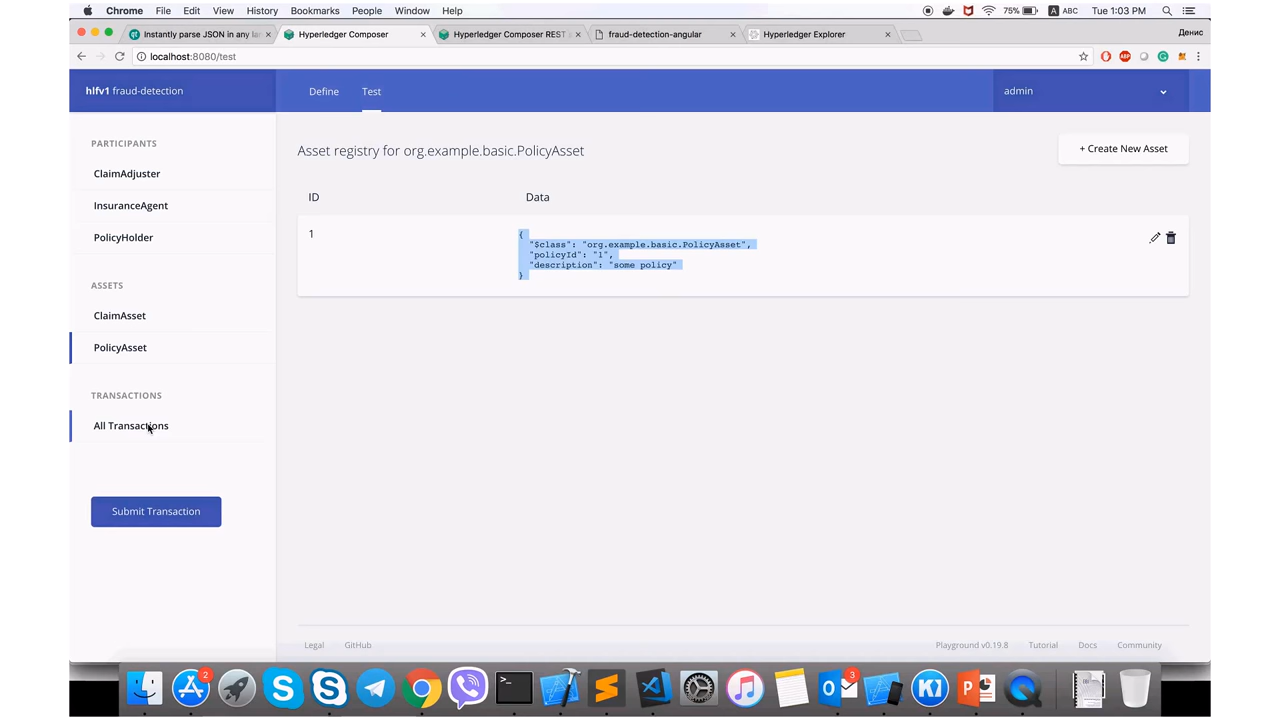 Chrome File Edit View History Bookmarks People Window Help 75% A ABC Tue 1:03 PM
Instantly parse JSON in any la Hyperledger Composer Hyperledger Composer REST fraud-detection-angular Hyperledger Explorer Денис
localhost:8080/test ABP
hlfv1 fraud-detection Define Test admin
PARTICIPANTS
ClaimAdjuster
InsuranceAgent
PolicyHolder
ASSETS
ClaimAsset
PolicyAsset
TRANSACTIONS
All Transactions
Submit Transaction
Asset registry for org.example.basic.PolicyAsset
+ Create New Asset
ID Data
1 {
"$class": "org.example.basic.PolicyAsset",
"policyId": "1",
"description": "some policy"
}
Legal GitHub Playground v0.19.8 Tutorial Docs Community
2 3